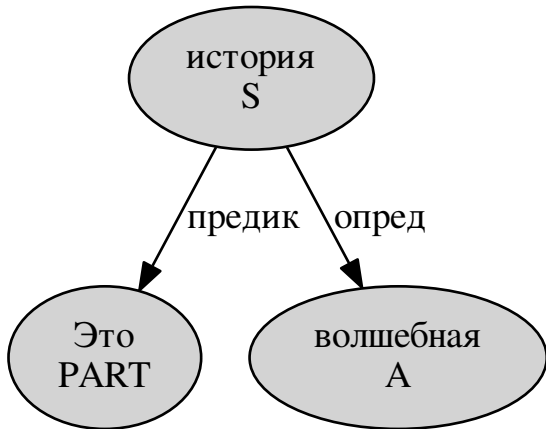 история
S
предик опред
Это
PART
волшебная
A